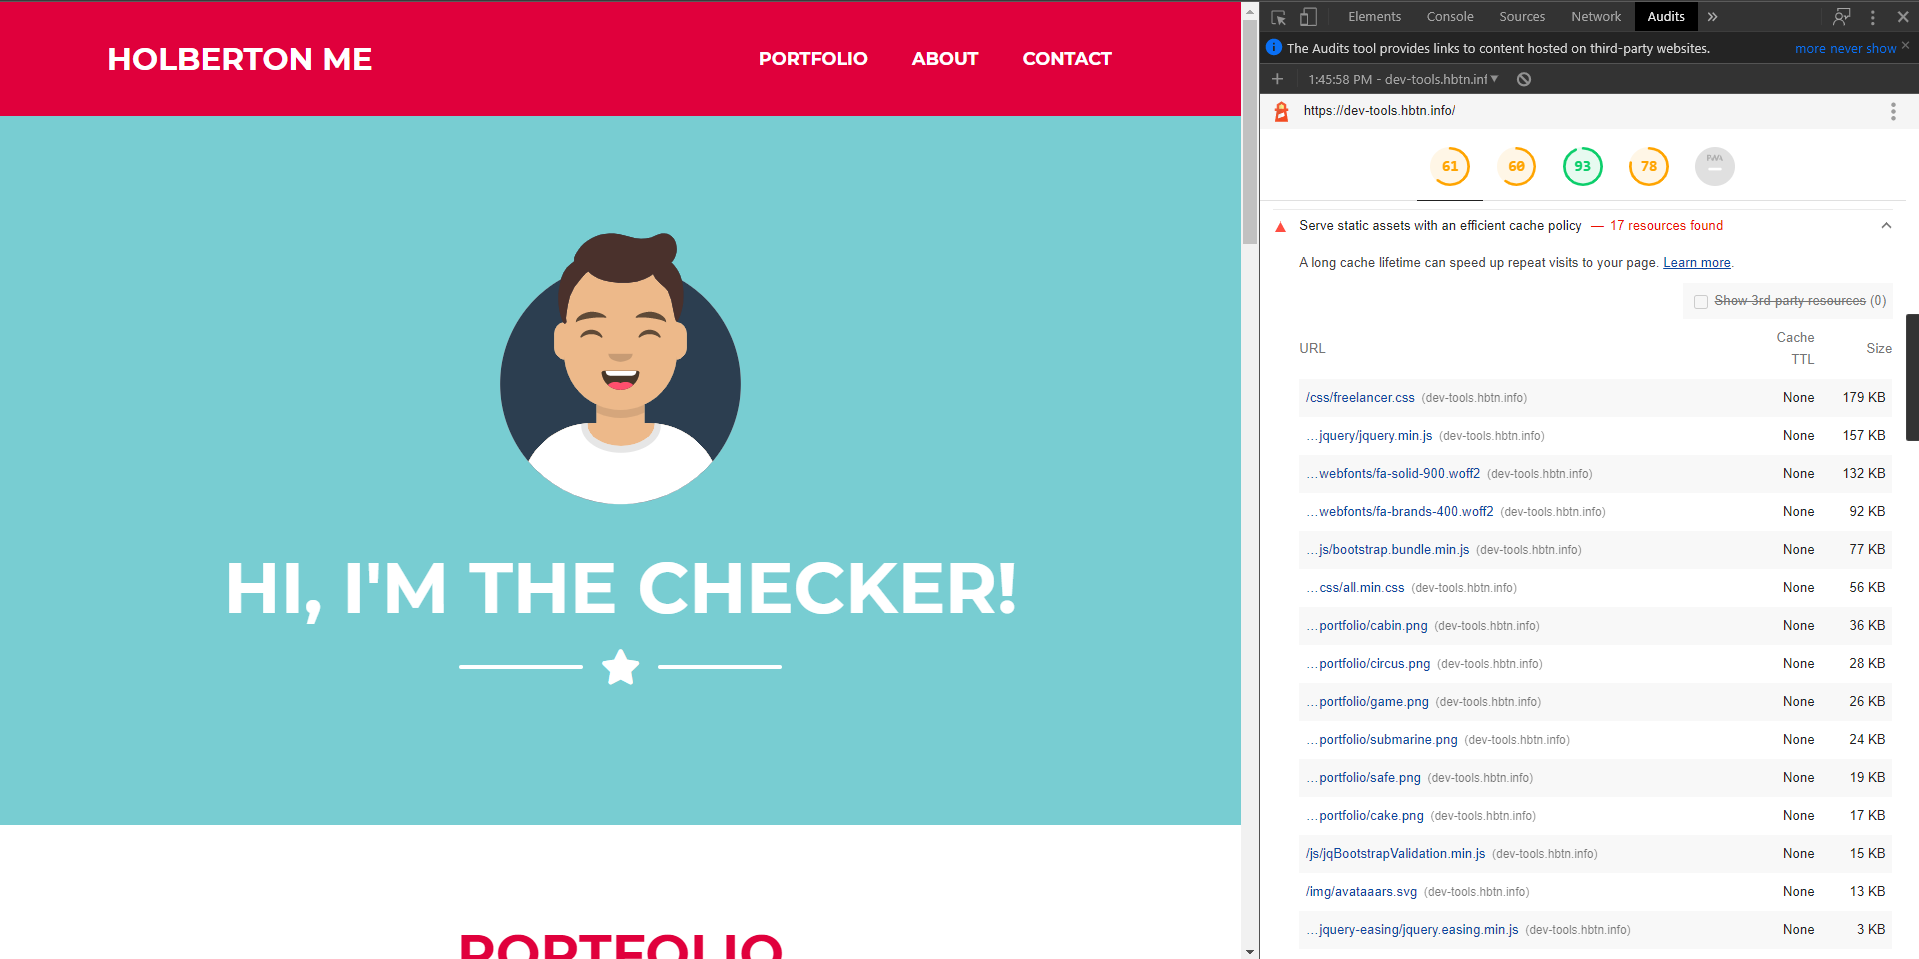 HOLBERTON ME
PORTFOLIO ABOUT CONTACT
HI, I'M THE CHECKER!
PORTFOLIO
Elements Console Sources Network Audits »
The Audits tool provides links to content hosted on third-party websites. more never show
1:45:58 PM - dev-tools.hbtn.inf
https://dev-tools.hbtn.info/
61 60 93 78 PWA
Serve static assets with an efficient cache policy — 17 resources found
A long cache lifetime can speed up repeat visits to your page. Learn more.
Show 3rd-party resources (0)
URL Cache TTL Size
/css/freelancer.css (dev-tools.hbtn.info) None 179 KB
…jquery/jquery.min.js (dev-tools.hbtn.info) None 157 KB
…webfonts/fa-solid-900.woff2 (dev-tools.hbtn.info) None 132 KB
…webfonts/fa-brands-400.woff2 (dev-tools.hbtn.info) None 92 KB
…js/bootstrap.bundle.min.js (dev-tools.hbtn.info) None 77 KB
…css/all.min.css (dev-tools.hbtn.info) None 56 KB
…portfolio/cabin.png (dev-tools.hbtn.info) None 36 KB
…portfolio/circus.png (dev-tools.hbtn.info) None 28 KB
…portfolio/game.png (dev-tools.hbtn.info) None 26 KB
…portfolio/submarine.png (dev-tools.hbtn.info) None 24 KB
…portfolio/safe.png (dev-tools.hbtn.info) None 19 KB
…portfolio/cake.png (dev-tools.hbtn.info) None 17 KB
/js/jqBootstrapValidation.min.js (dev-tools.hbtn.info) None 15 KB
/img/avataaars.svg (dev-tools.hbtn.info) None 13 KB
…jquery-easing/jquery.easing.min.js (dev-tools.hbtn.info) None 3 KB